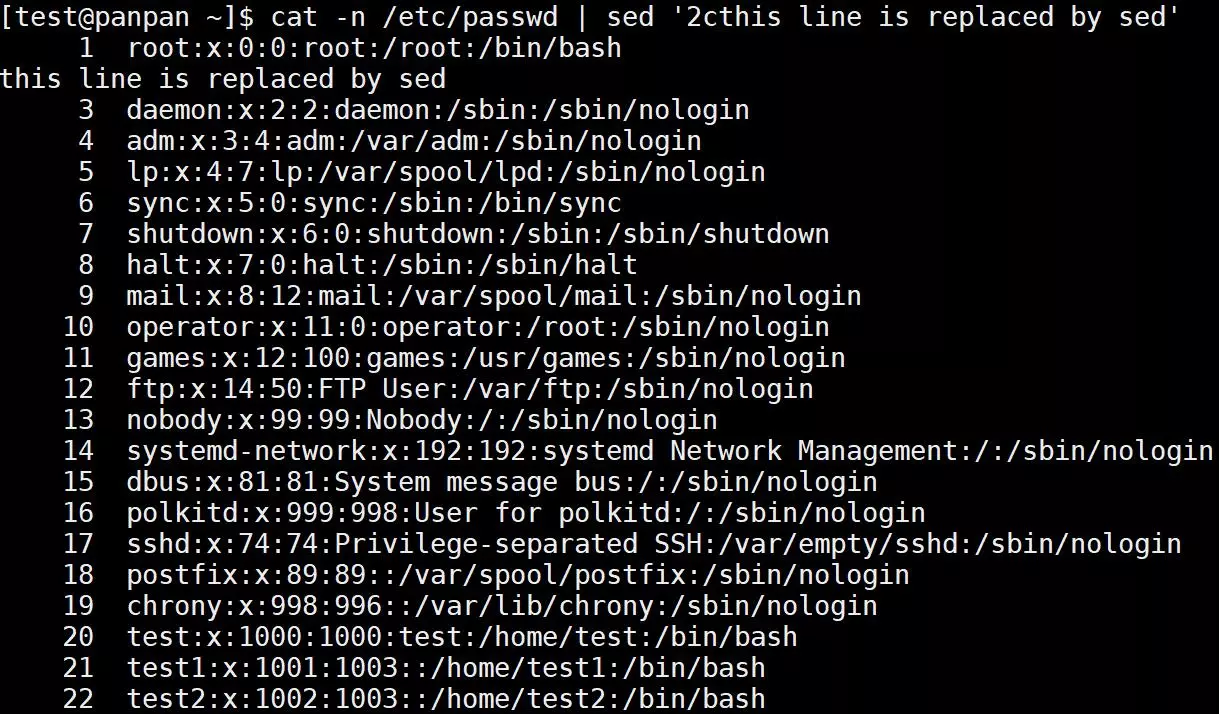 [test@panpan ~]$ cat -n /etc/passwd | sed '2cthis line is replaced by sed'
     1  root:x:0:0:root:/root:/bin/bash
this line is replaced by sed
     3  daemon:x:2:2:daemon:/sbin:/sbin/nologin
     4  adm:x:3:4:adm:/var/adm:/sbin/nologin
     5  lp:x:4:7:lp:/var/spool/lpd:/sbin/nologin
     6  sync:x:5:0:sync:/sbin:/bin/sync
     7  shutdown:x:6:0:shutdown:/sbin:/sbin/shutdown
     8  halt:x:7:0:halt:/sbin:/sbin/halt
     9  mail:x:8:12:mail:/var/spool/mail:/sbin/nologin
    10  operator:x:11:0:operator:/root:/sbin/nologin
    11  games:x:12:100:games:/usr/games:/sbin/nologin
    12  ftp:x:14:50:FTP User:/var/ftp:/sbin/nologin
    13  nobody:x:99:99:Nobody:/:/sbin/nologin
    14  systemd-network:x:192:192:systemd Network Management:/:/sbin/nologin
    15  dbus:x:81:81:System message bus:/:/sbin/nologin
    16  polkitd:x:999:998:User for polkitd:/:/sbin/nologin
    17  sshd:x:74:74:Privilege-separated SSH:/var/empty/sshd:/sbin/nologin
    18  postfix:x:89:89::/var/spool/postfix:/sbin/nologin
    19  chrony:x:998:996::/var/lib/chrony:/sbin/nologin
    20  test:x:1000:1000:test:/home/test:/bin/bash
    21  test1:x:1001:1003::/home/test1:/bin/bash
    22  test2:x:1002:1003::/home/test2:/bin/bash